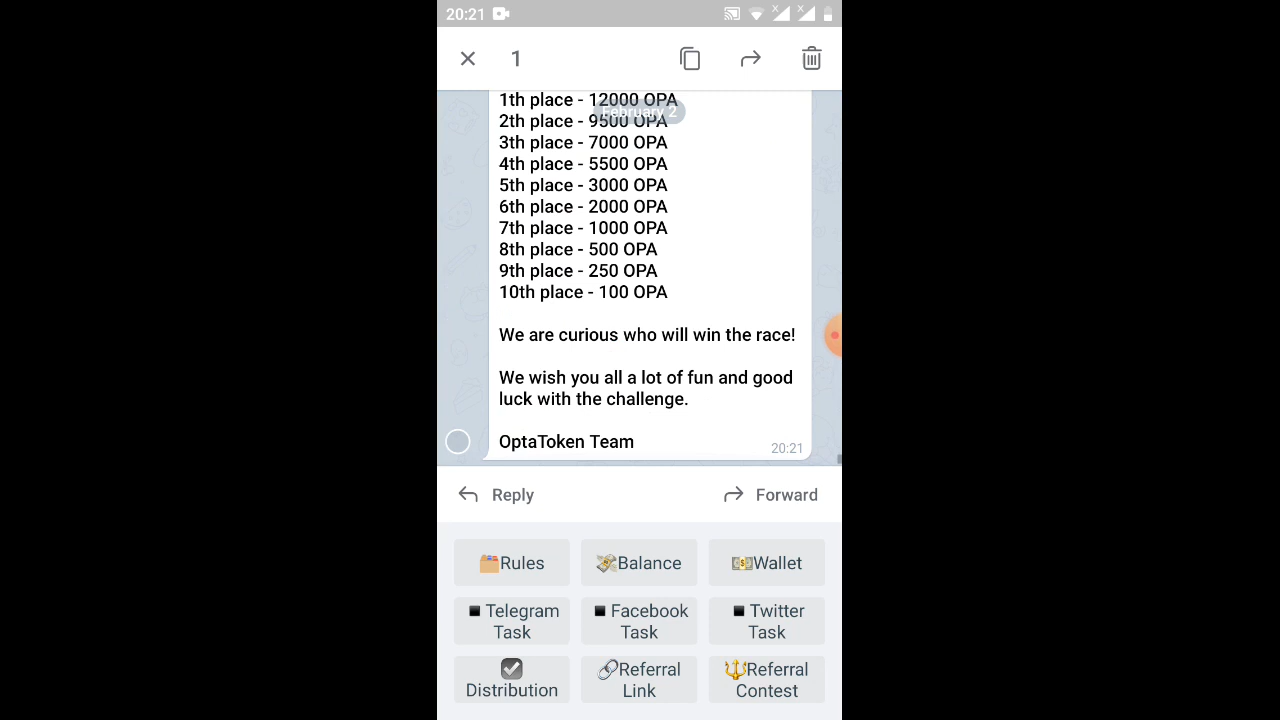 20:21
1
1th place - 12000 OPA
February 2
2th place - 9500 OPA
3th place - 7000 OPA
4th place - 5500 OPA
5th place - 3000 OPA
6th place - 2000 OPA
7th place - 1000 OPA
8th place - 500 OPA
9th place - 250 OPA
10th place - 100 OPA
We are curious who will win the race!
We wish you all a lot of fun and good
luck with the challenge.
OptaToken Team
20:21
Reply
Forward
Rules
Balance
Wallet
Telegram
Task
Facebook
Task
Twitter
Task
Distribution
Referral
Link
Referral
Contest